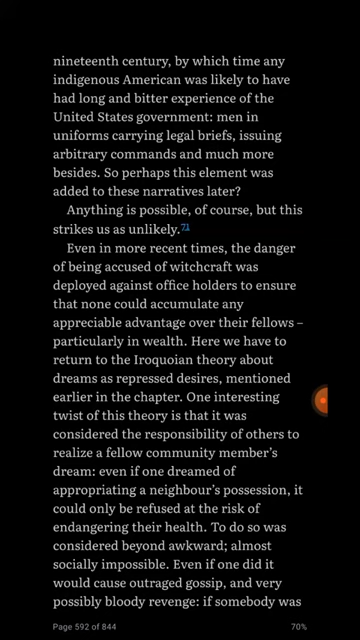 nineteenth century, by which time any
indigenous American was likely to have
had long and bitter experience of the
United States government: men in
uniforms carrying legal briefs, issuing
arbitrary commands and much more
besides. So perhaps this element was
added to these narratives later?
Anything is possible, of course, but this
strikes us as unlikely.71
Even in more recent times, the danger
of being accused of witchcraft was
deployed against office holders to ensure
that none could accumulate any
appreciable advantage over their fellows –
particularly in wealth. Here we have to
return to the Iroquoian theory about
dreams as repressed desires, mentioned
earlier in the chapter. One interesting
twist of this theory is that it was
considered the responsibility of others to
realize a fellow community member's
dream: even if one dreamed of
appropriating a neighbour's possession, it
could only be refused at the risk of
endangering their health. To do so was
considered beyond awkward; almost
socially impossible. Even if one did it
would cause outraged gossip, and very
possibly bloody revenge: if somebody was
Page 592 of 844 70%